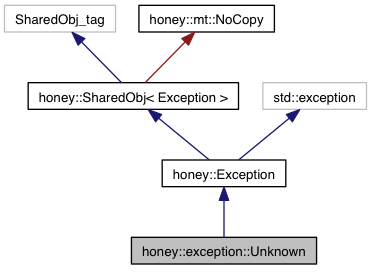 SharedObj_tag
honey::mt::NoCopy
honey::SharedObj< Exception >
std::exception
honey::Exception
honey::exception::Unknown